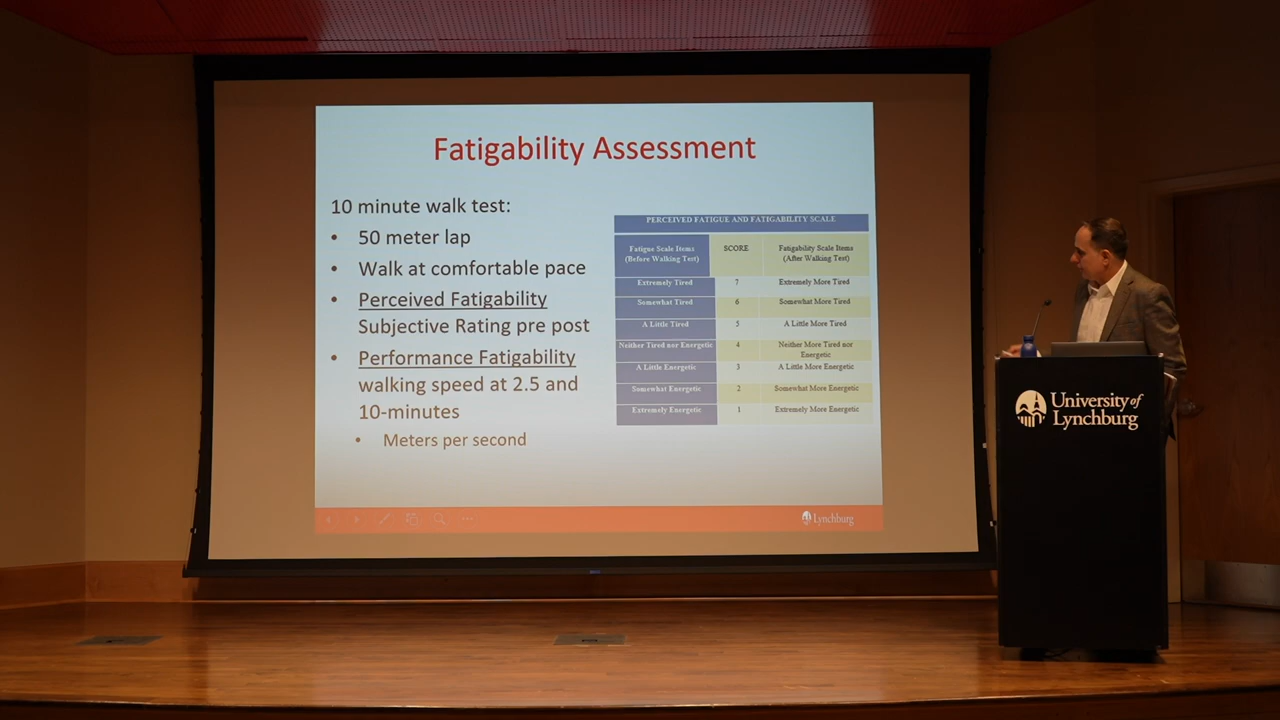 Fatigability Assessment
10 minute walk test:
• 50 meter lap
• Walk at comfortable pace
• Perceived Fatigability
Subjective Rating pre post
• Performance Fatigability
walking speed at 2.5 and
10-minutes
• Meters per second
PERCEIVED FATIGUE AND FATIGABILITY SCALE
Fatigue Scale Items
(Before Walking Test)
SCORE
Fatigability Scale Items
(After Walking Test)
Extremely Tired 7 Extremely More Tired
Somewhat Tired 6 Somewhat More Tired
A Little Tired 5 A Little More Tired
Neither Tired nor Energetic 4 Neither More Tired nor
Energetic
A Little Energetic 3 A Little More Energetic
Somewhat Energetic 2 Somewhat More Energetic
Extremely Energetic 1 Extremely More Energetic
Lynchburg
University of
Lynchburg